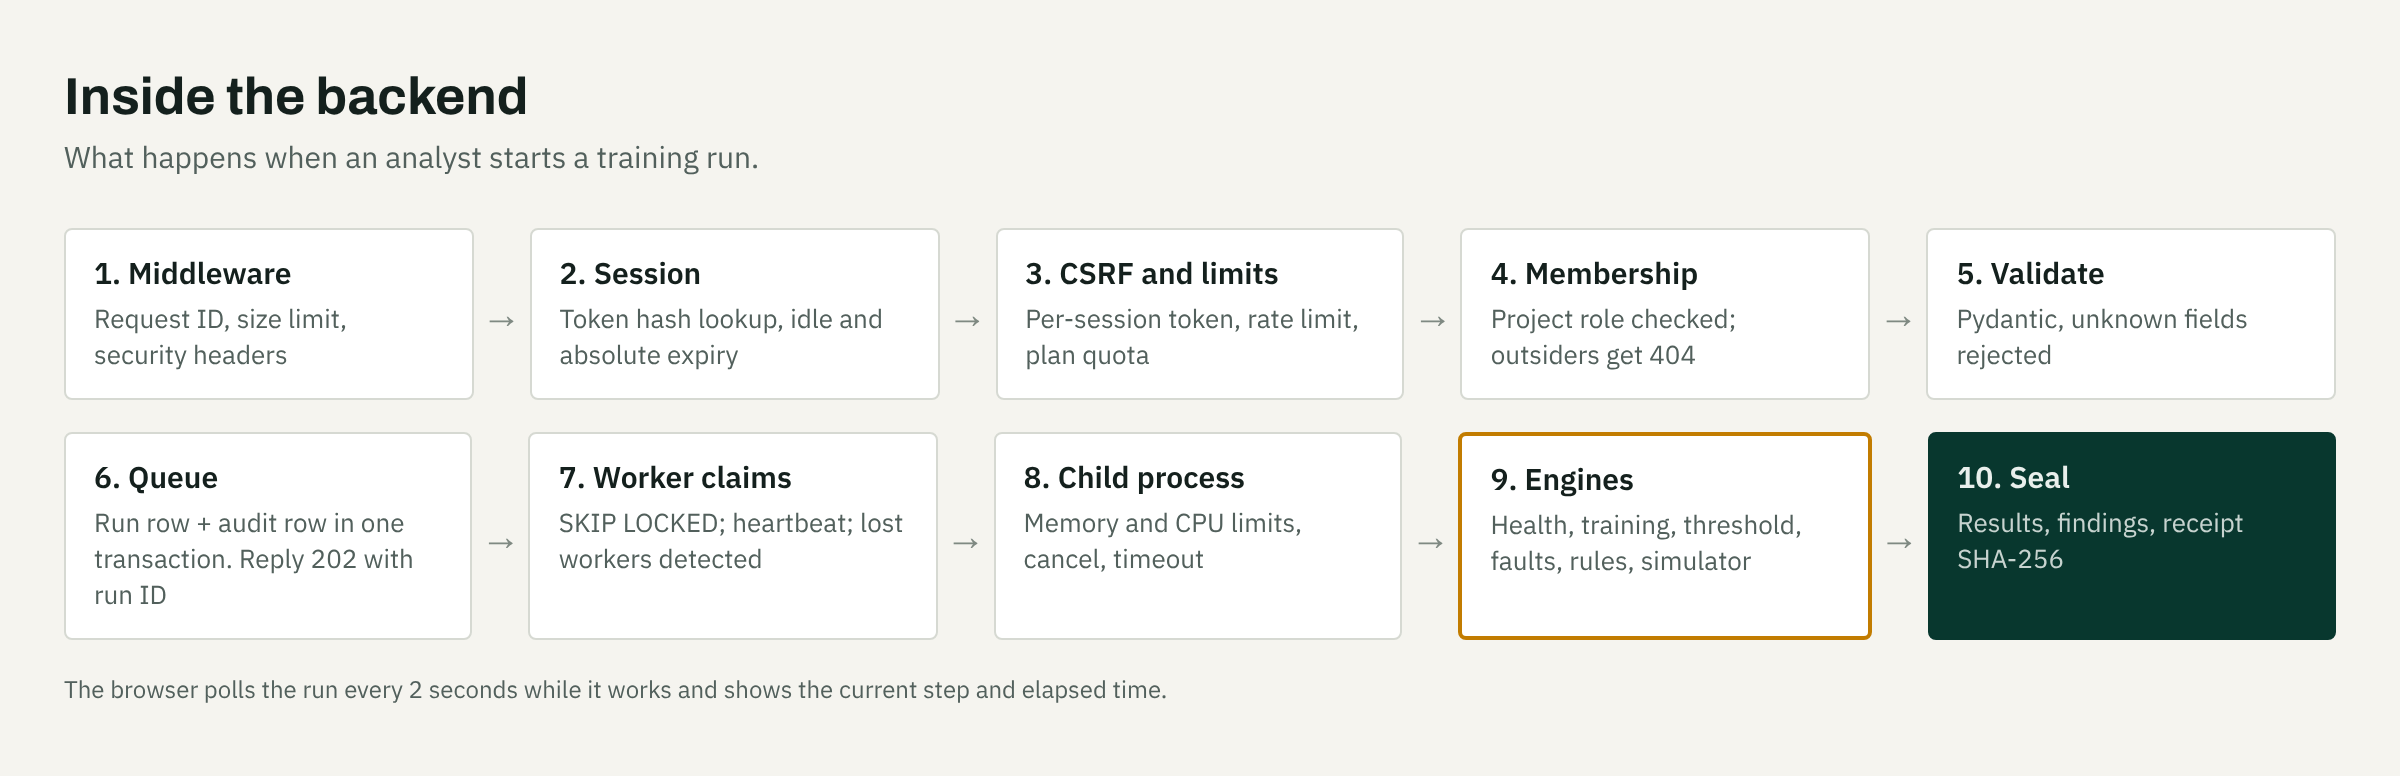 Inside the backend
What happens when an analyst starts a training run.
1. Middleware
Request ID, size limit,
security headers
→
2. Session
Token hash lookup, idle and
absolute expiry
→
3. CSRF and limits
Per-session token, rate limit,
plan quota
→
4. Membership
Project role checked;
outsiders get 404
→
5. Validate
Pydantic, unknown fields
rejected
6. Queue
Run row + audit row in one
transaction. Reply 202 with
run ID
→
7. Worker claims
SKIP LOCKED; heartbeat; lost
workers detected
→
8. Child process
Memory and CPU limits,
cancel, timeout
→
9. Engines
Health, training, threshold,
faults, rules, simulator
→
10. Seal
Results, findings, receipt
SHA-256
The browser polls the run every 2 seconds while it works and shows the current step and elapsed time.